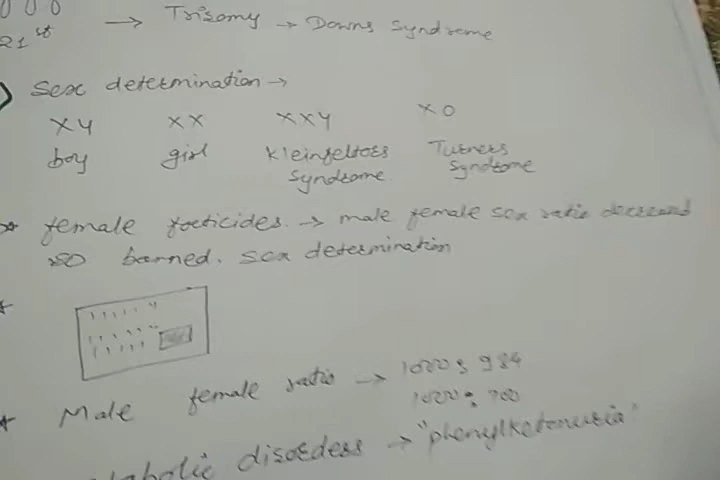 21st → Trisomy → Downs Syndrome
Sex determination →
XY XX XXY XO
boy girl Kleinfelters Syndrome Turners Syndrome
* female foeticides → male female sex ratio decreased
so banned. sex determination
* Male female ratio → 1000 : 984
1000 : 700
disorders → "phenylketonuria"